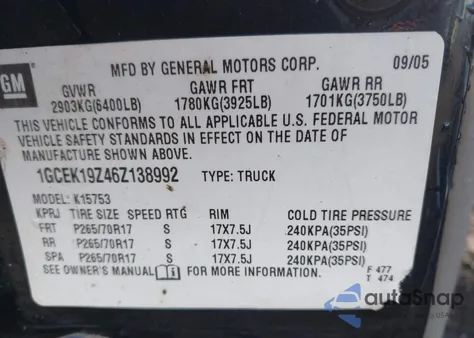 GM
MFD BY GENERAL MOTORS CORP. 09/05
GVWR GAWR FRT GAWR RR
2903KG(6400LB) 1780KG(3925LB) 1701KG(3750LB)
THIS VEHICLE CONFORMS TO ALL APPLICABLE U.S. FEDERAL MOTOR
VEHICLE SAFETY STANDARDS IN EFFECT ON THE DATE OF
MANUFACTURE SHOWN ABOVE.
1GCEK19Z46Z138992 TYPE: TRUCK
MODEL: K15753
KPRJ TIRE SIZE SPEED RTG RIM COLD TIRE PRESSURE
FRT P265/70R17 S 17X7.5J 240KPA(35PSI)
RR P265/70R17 S 17X7.5J 240KPA(35PSI)
SPA P265/70R17 S 17X7.5J 240KPA(35PSI)
SEE OWNER'S MANUAL FOR MORE INFORMATION.
F 477
T 474
autoSnap